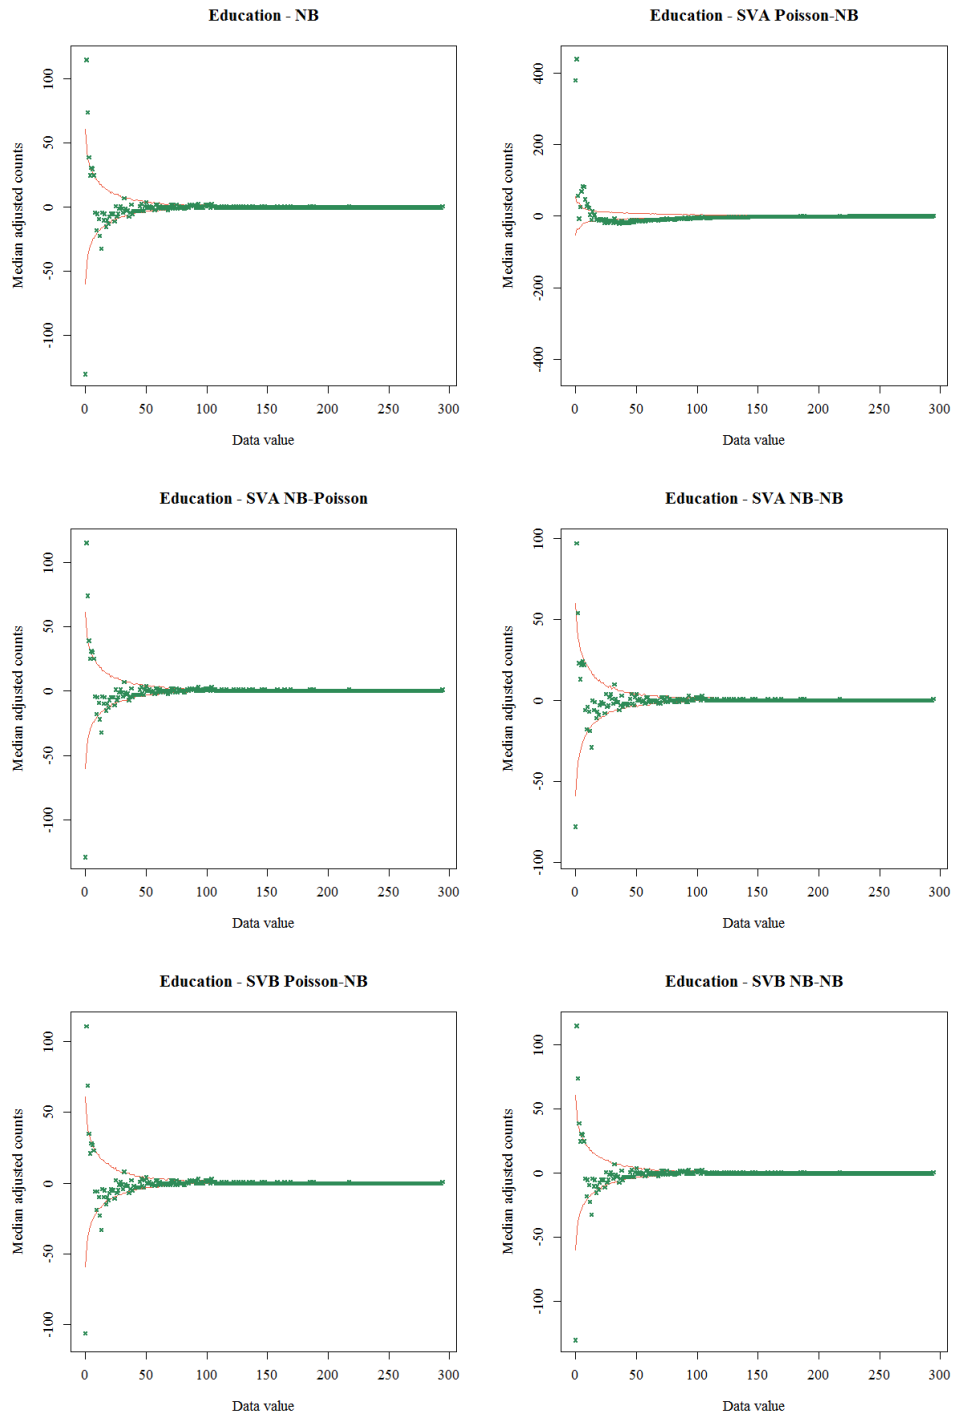 Education - NB
Median adjusted counts
100
50
0
-50
-100
0 50 100 150 200 250 300
Data value
Education - SVA Poisson-NB
Median adjusted counts
400
200
0
-200
-400
0 50 100 150 200 250 300
Data value
Education - SVA NB-Poisson
Median adjusted counts
100
50
0
-50
-100
0 50 100 150 200 250 300
Data value
Education - SVA NB-NB
Median adjusted counts
100
50
0
-50
-100
0 50 100 150 200 250 300
Data value
Education - SVB Poisson-NB
Median adjusted counts
100
50
0
-50
-100
0 50 100 150 200 250 300
Data value
Education - SVB NB-NB
Median adjusted counts
100
50
0
-50
-100
0 50 100 150 200 250 300
Data value